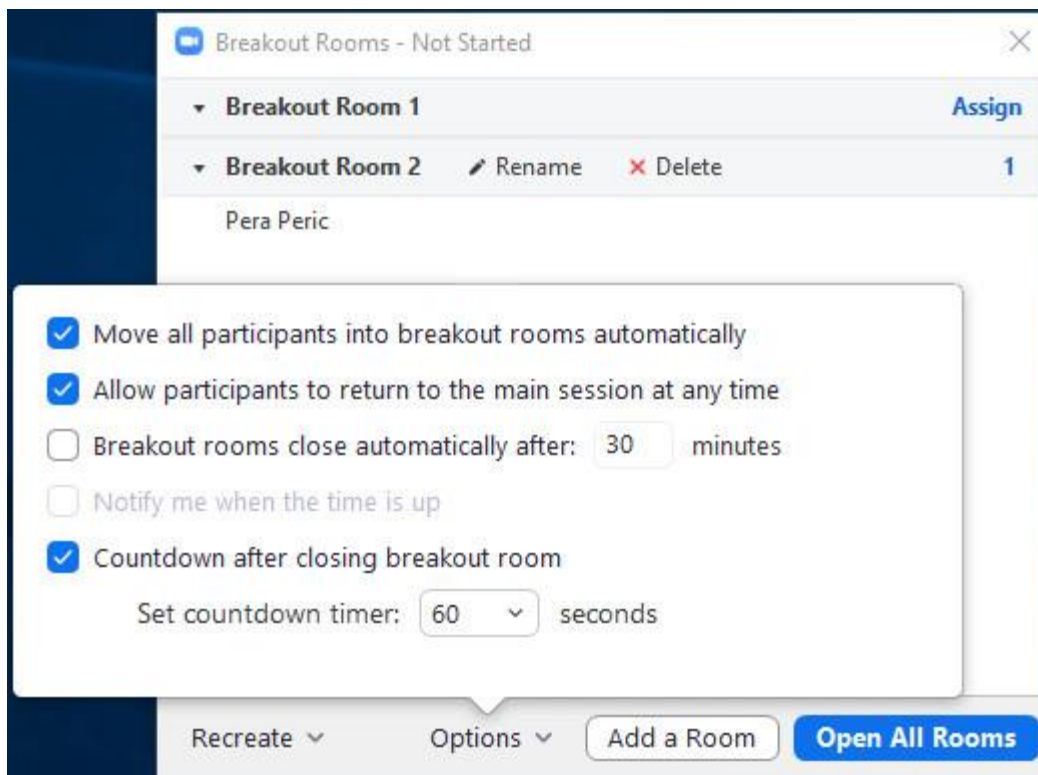 Breakout Rooms - Not Started
Breakout Room 1 Assign
Breakout Room 2 Rename Delete 1
Pera Peric
Move all participants into breakout rooms automatically
Allow participants to return to the main session at any time
Breakout rooms close automatically after: 30 minutes
Notify me when the time is up
Countdown after closing breakout room
Set countdown timer: 60 seconds
Recreate Options Add a Room Open All Rooms